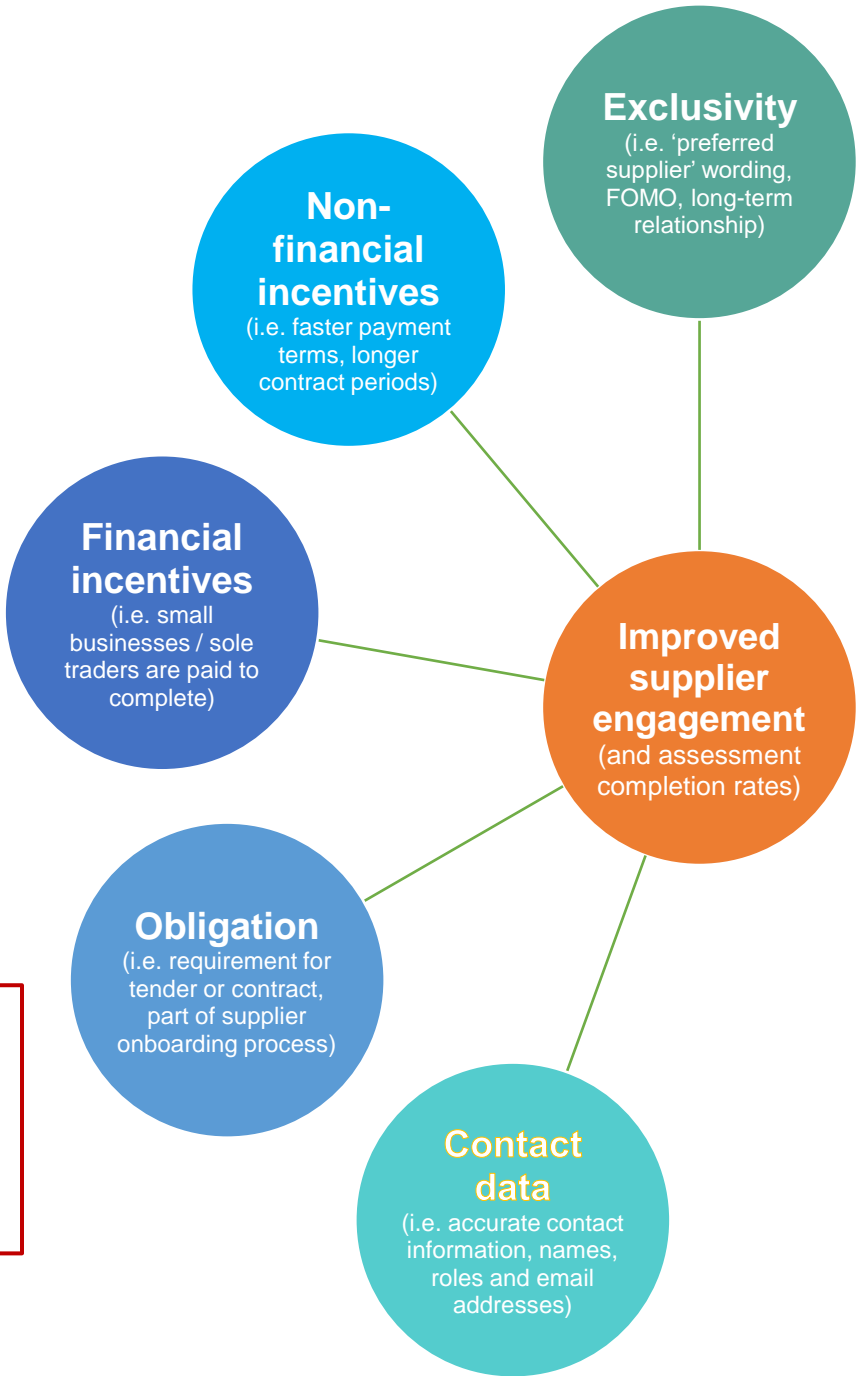 Exclusivity
(i.e. ‘preferred
supplier’ wording,
FOMO, long-term
relationship)
Non-
financial
incentives
(i.e. faster payment
terms, longer
contract periods)
Financial
incentives
(i.e. small
businesses / sole
traders are paid to
complete)
Improved
supplier
engagement
(and assessment
completion rates)
Obligation
(i.e. requirement for
tender or contract,
part of supplier
onboarding process)
Contact
data
(i.e. accurate contact
information, names,
roles and email
addresses)